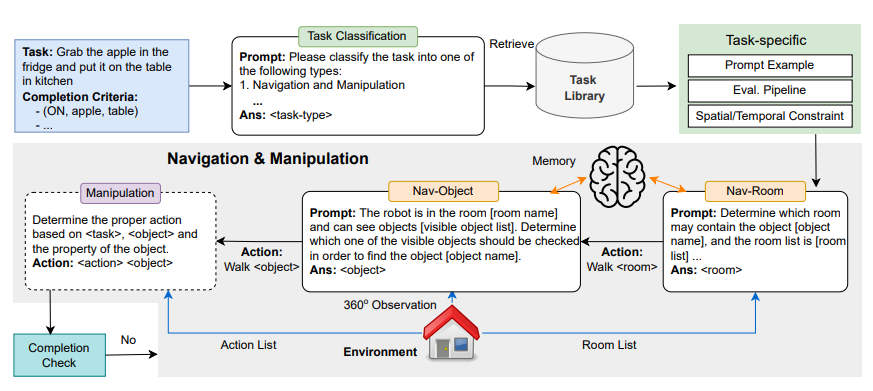 Task: Grab the apple in the
fridge and put it on the table
in kitchen
Completion Criteria:
- (ON, apple, table)
- ...
Task Classification
Prompt: Please classify the task into one of
the following types:
1. Navigation and Manipulation
...
Ans: <task-type>
Retrieve
Task
Library
Task-specific
Prompt Example
Eval. Pipeline
Spatial/Temporal Constraint
Navigation & Manipulation
Memory
Manipulation
Determine the proper action
based on <task>, <object> and
the property of the object.
Action: <action> <object>
Action:
Walk <object>
Nav-Object
Prompt: The robot is in the room [room name]
and can see objects [visible object list]. Determine
which one of the visible objects should be checked
in order to find the object [object name].
Ans: <object>
Action:
Walk <room>
Nav-Room
Prompt: Determine which room
may contain the object [object
name], and the room list is [room
list] ...
Ans: <room>
360⁰ Observation
Completion
Check
No
Action List
Environment
Room List